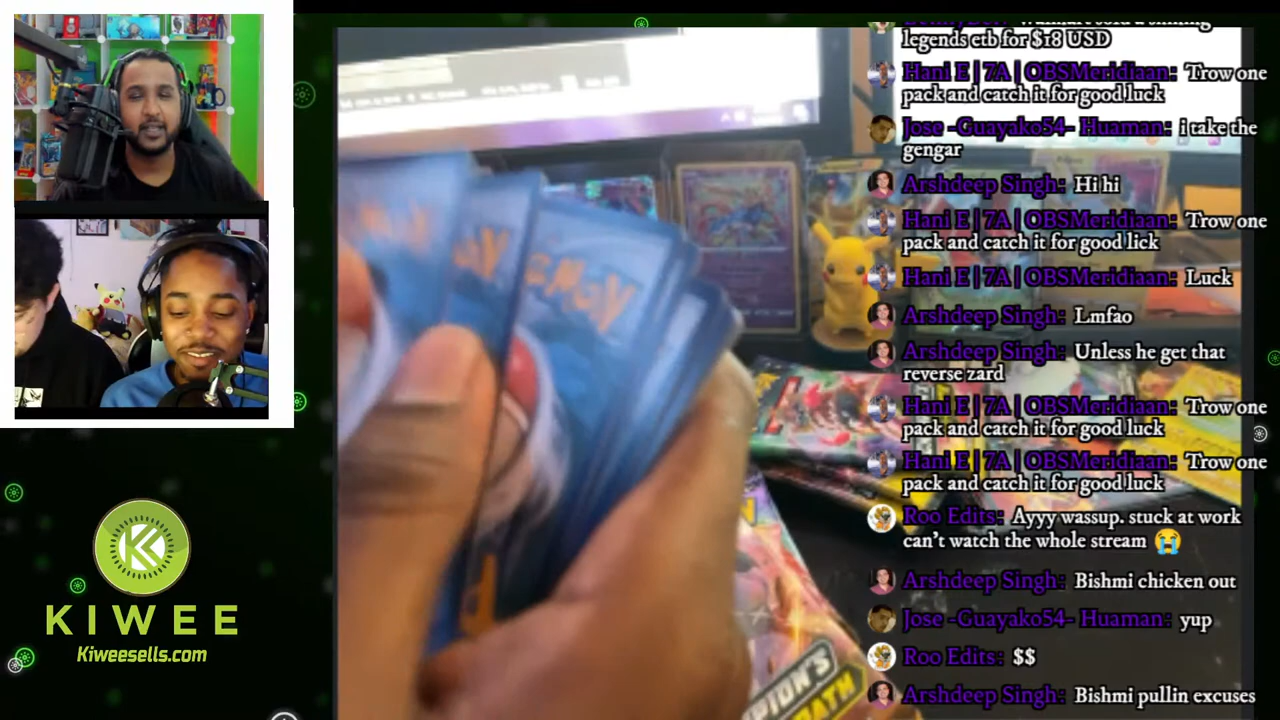 legends etb for $18 USD
Hani E | 7A | OBSMeridiaan: Trow one
pack and catch it for good luck
Jose -Guayako54- Huaman: i take the
gengar
Arshdeep Singh: Hi hi
Hani E | 7A | OBSMeridiaan: Trow one
pack and catch it for good lick
Hani E | 7A | OBSMeridiaan: Luck
Arshdeep Singh: Lmfao
Arshdeep Singh: Unless he get that
reverse zard
Hani E | 7A | OBSMeridiaan: Trow one
pack and catch it for good luck
Hani E | 7A | OBSMeridiaan: Trow one
pack and catch it for good luck
Roo Edits: Ayyy wassup. stuck at work
can't watch the whole stream 😭
Arshdeep Singh: Bishmi chicken out
Jose -Guayako54- Huaman: yup
Roo Edits: $$
Arshdeep Singh: Bishmi pullin excuses
K
KIWEE
Kiweesells.com